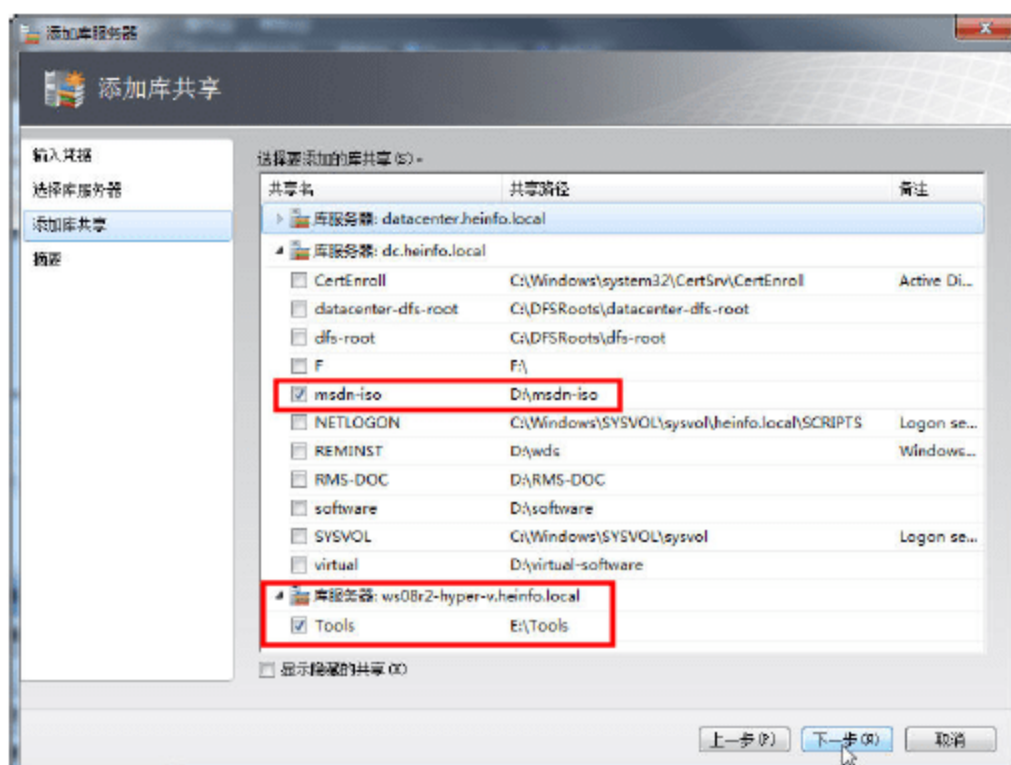 添加库服务器
添加库共享
输入凭据
选择库服务器
添加库共享
摘要
选择要添加的库共享(S)。
共享名 共享路径 备注
库服务器: datacenter.heinfo.local
库服务器: dc.heinfo.local
CertEnroll C:\Windows\system32\CertSrv\CertEnroll Active Di...
datacenter-dfs-root C:\DFSRoots\datacenter-dfs-root
dfs-root C:\DFSRoots\dfs-root
F F:\
msdn-iso D:\msdn-iso
NETLOGON C:\Windows\SYSVOL\sysvol\heinfo.local\SCRIPTS Logon se...
REMINST D:\wds Windows...
RMS-DOC D:\RMS-DOC
software D:\software
SYSVOL C:\Windows\SYSVOL\sysvol Logon se...
virtual D:\virtual-software
库服务器: ws08r2-hyper-v.heinfo.local
Tools E:\Tools
显示隐藏的共享(X)
上一步(P) 下一步(N) 取消